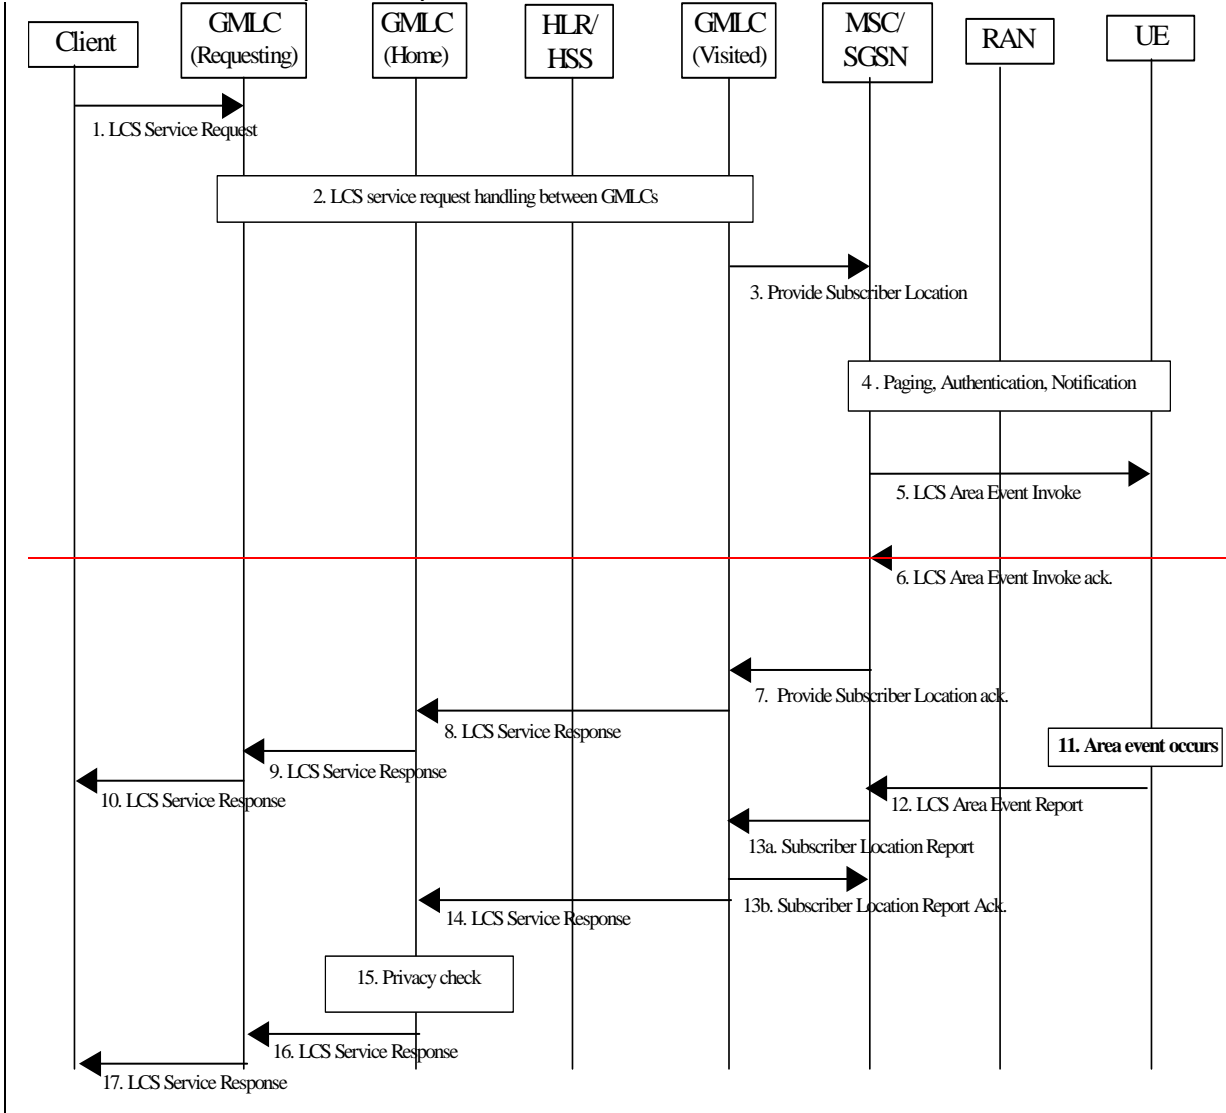 Client
GMLC
(Requesting)
GMLC
(Home)
HLR/
HSS
GMLC
(Visited)
MSC/
SGSN
RAN
UE
1. LCS Service Request
2. LCS service request handling between GMLCs
3. Provide Subscriber Location
4 . Paging, Authentication, Notification
5. LCS Area Event Invoke
6. LCS Area Event Invoke ack.
7. Provide Subscriber Location ack.
8. LCS Service Response
9. LCS Service Response
10. LCS Service Response
11. Area event occurs
12. LCS Area Event Report
13a. Subscriber Location Report
13b. Subscriber Location Report Ack.
14. LCS Service Response
15. Privacy check
16. LCS Service Response
17. LCS Service Response